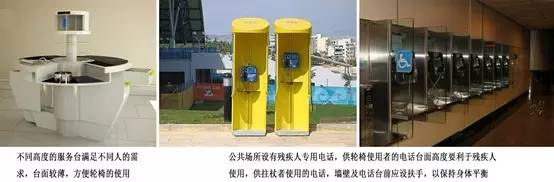 不同高度的服务台满足不同人的需
求，台面较薄，方便轮椅的使用
公共场所设有残疾人专用电话，供轮椅使用者的电话台面高度要利于残疾人
使用，供拄杖者使用的电话，墙壁及电话台前应设扶手，以保持身体平衡